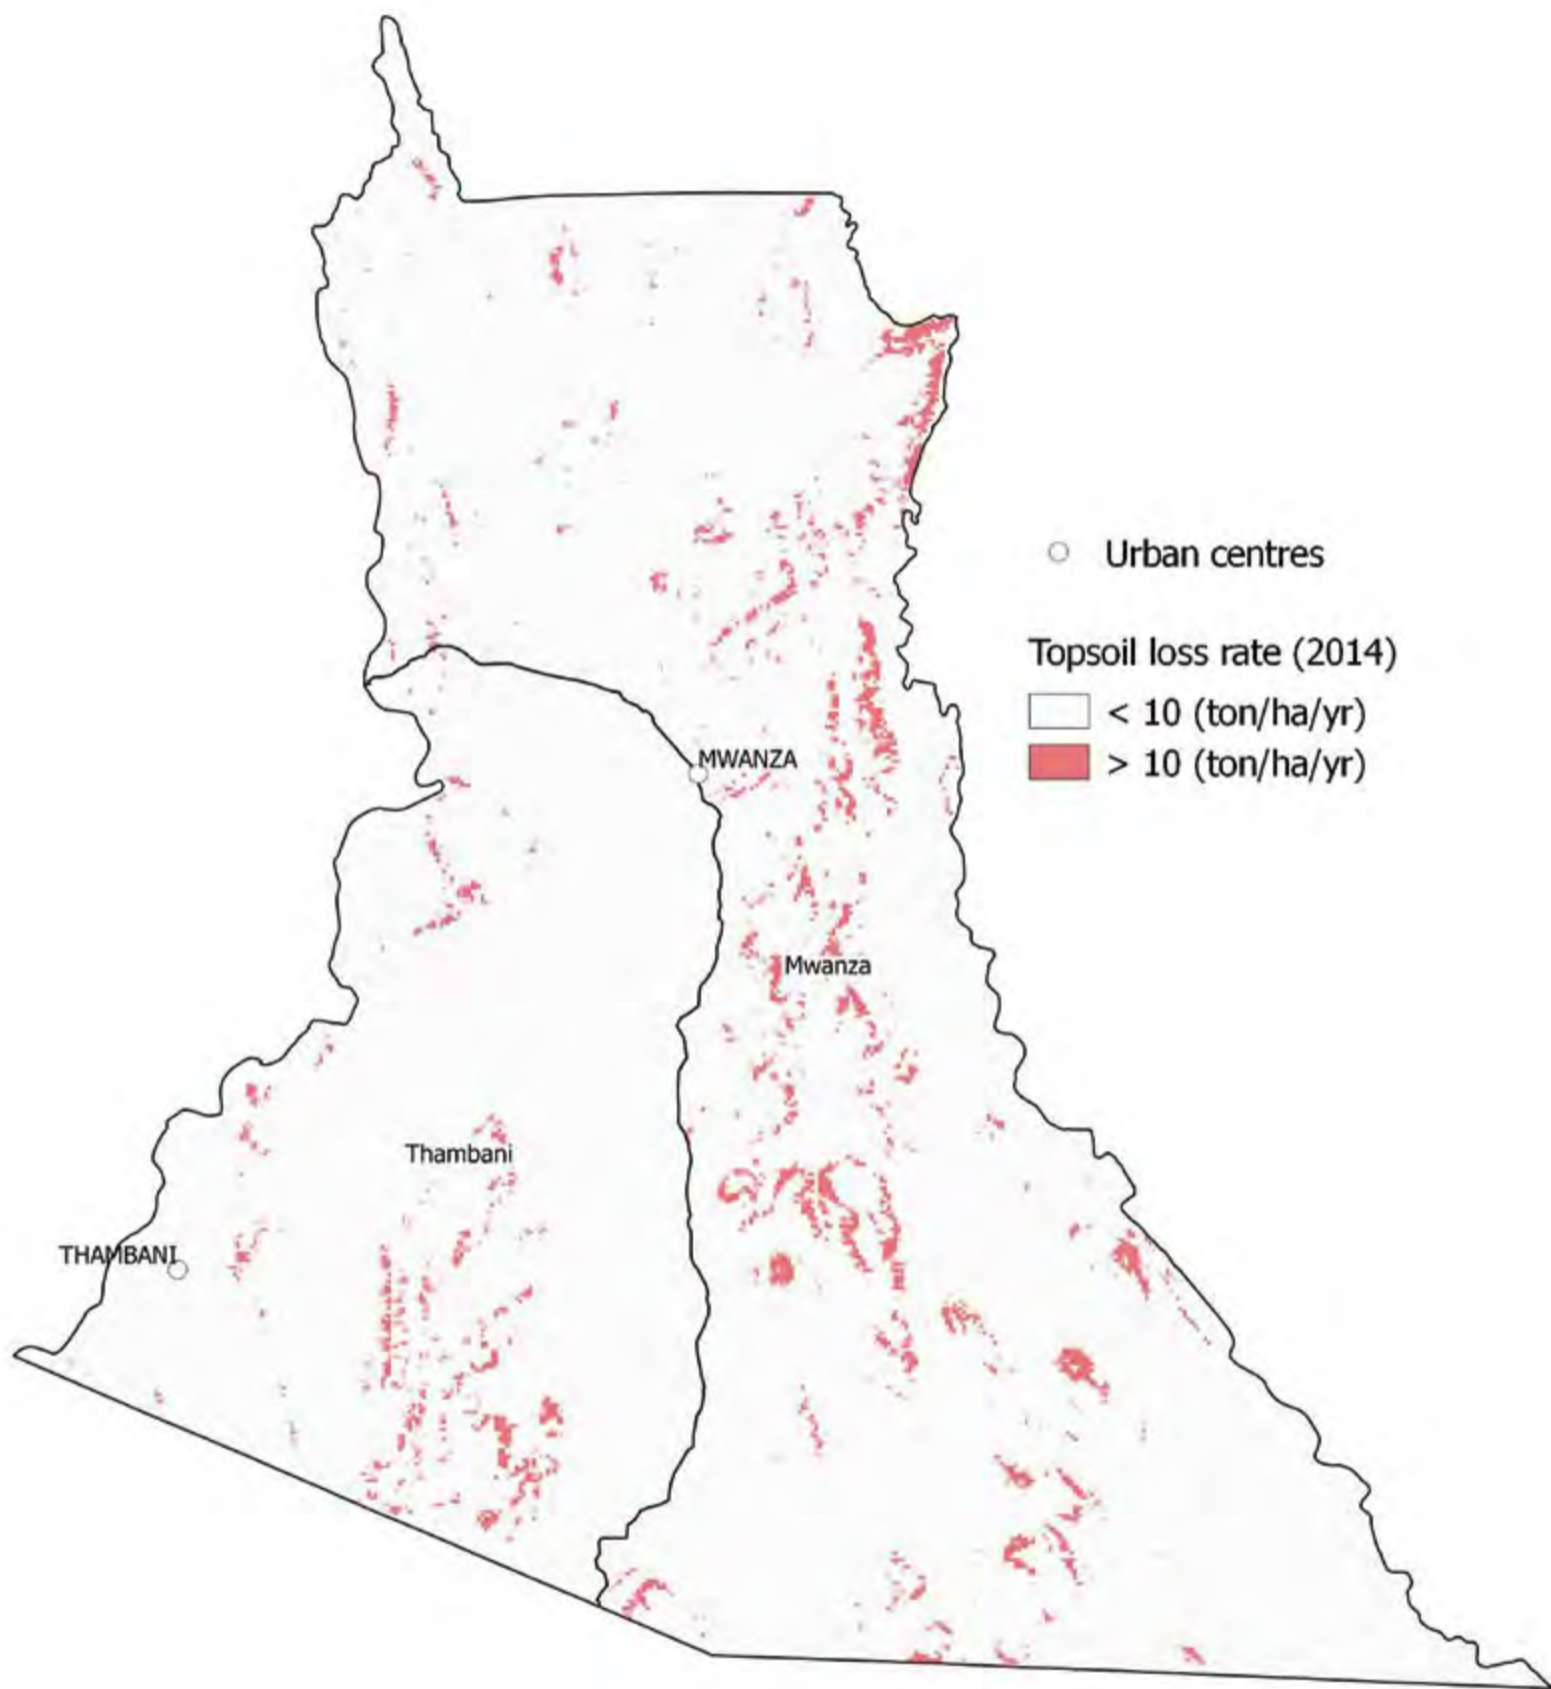 Urban centres
Topsoil loss rate (2014)
< 10 (ton/ha/yr)
> 10 (ton/ha/yr)
MWANZA
Mwanza
Thambani
THAMBANI